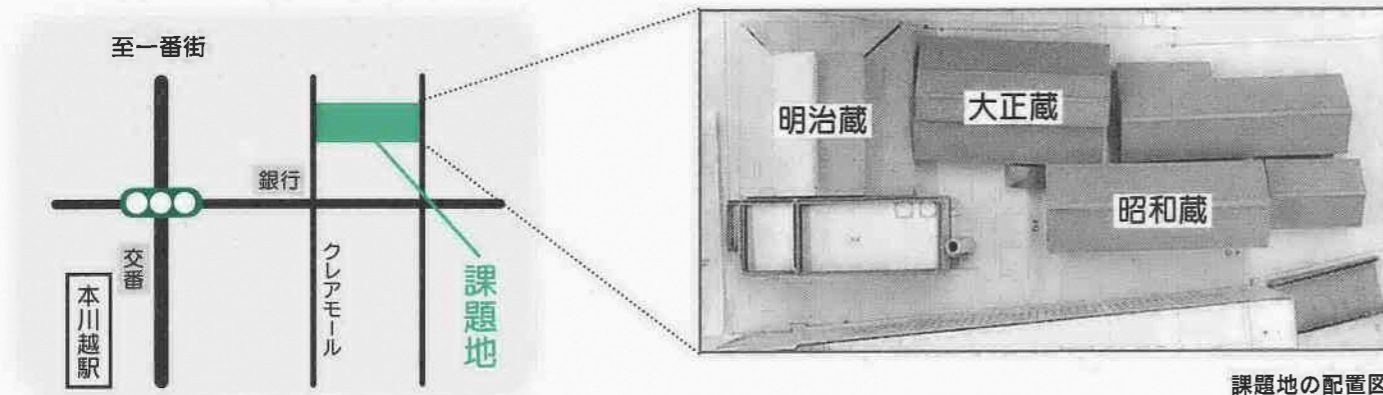 至一番街
銀行
交番
本川越駅
クレアモール
課題地
明治蔵
大正蔵
昭和蔵
課題地の配置図